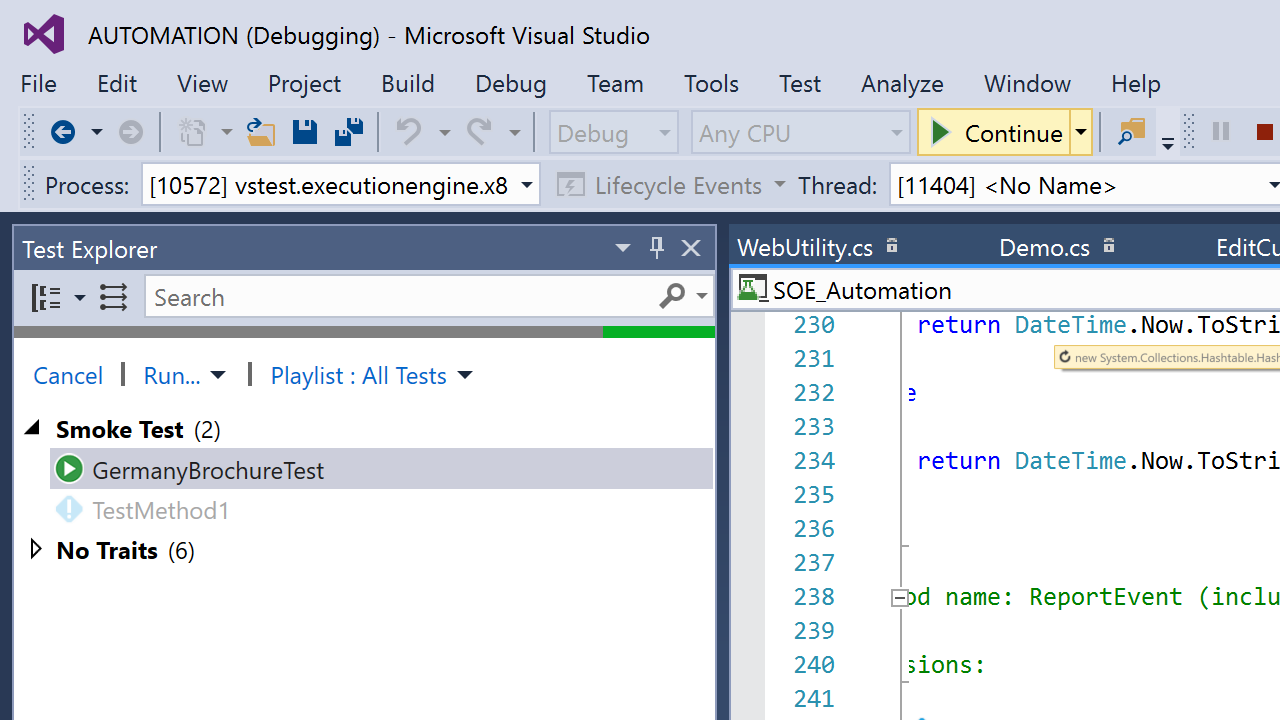 AUTOMATION (Debugging) - Microsoft Visual Studio
File Edit View Project Build Debug Team Tools Test Analyze Window Help
Debug Any CPU Continue
Process: [10572] vstest.executionengine.x8 Lifecycle Events Thread: [11404] <No Name>
Test Explorer
Search
Cancel | Run... | Playlist : All Tests
Smoke Test (2)
GermanyBrochureTest
TestMethod1
No Traits (6)
WebUtility.cs Demo.cs EditCu
SOE_Automation
230 return DateTime.Now.ToStri
new System.Collections.Hashtable.Hash
231
232 e
233
234 return DateTime.Now.ToStri
235
236
237
238 od name: ReportEvent (inclu
239
240 sions:
241